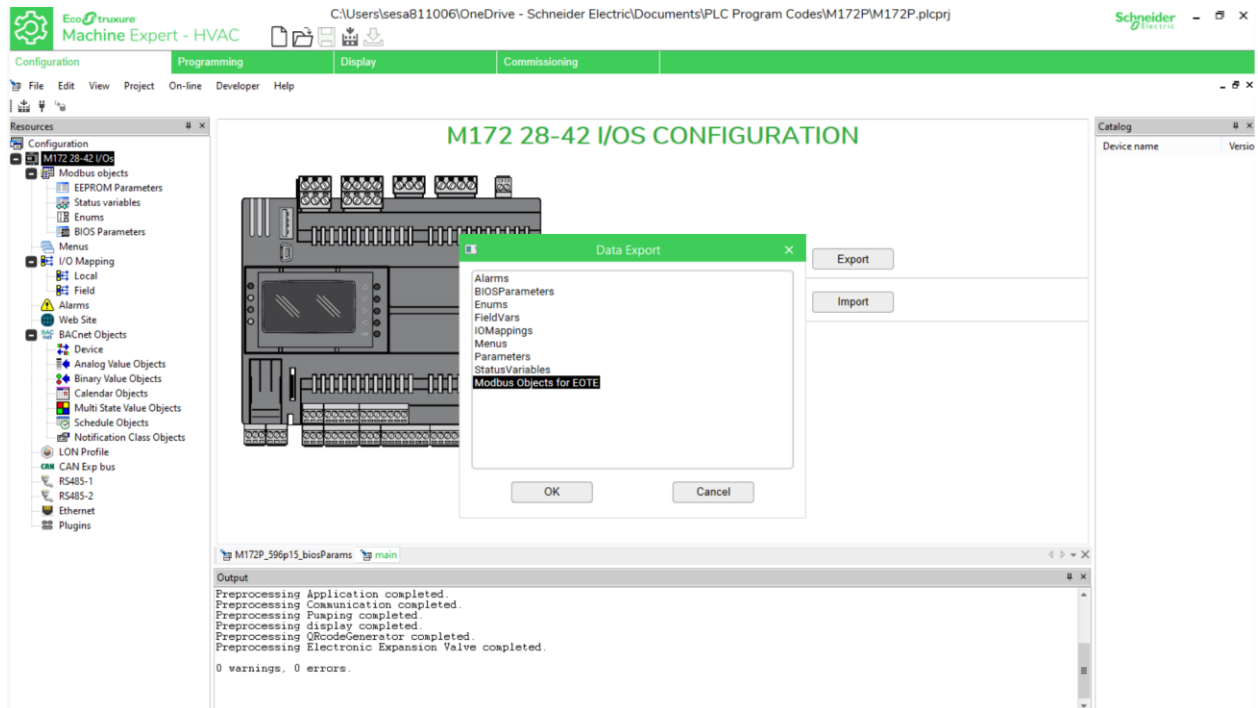 EcoStruxure
Machine Expert - HVAC
C:\Users\sesa811006\OneDrive - Schneider Electric\Documents\PLC Program Codes\M172P\M172P.plcprj
Schneider
Electric
Configuration
Programming
Display
Commissioning
File Edit View Project On-line Developer Help
Resources
Configuration
M172 28-42 I/Os
Modbus objects
EEPROM Parameters
Status variables
Enums
BIOS Parameters
Menus
I/O Mapping
Local
Field
Alarms
Web Site
BACnet Objects
Device
Analog Value Objects
Binary Value Objects
Calendar Objects
Multi State Value Objects
Schedule Objects
Notification Class Objects
LON Profile
CAN Exp bus
RS485-1
RS485-2
Ethernet
Plugins
M172 28-42 I/OS CONFIGURATION
Data Export
Alarms
BIOSParameters
Enums
FieldVars
IOMappings
Menus
Parameters
StatusVariables
Modbus Objects for EOTE
OK
Cancel
Export
Import
M172P_596p15_biosParams
main
Output
Preprocessing Application completed.
Preprocessing Communication completed.
Preprocessing Pumping completed.
Preprocessing display completed.
Preprocessing QRcodeGenerator completed.
Preprocessing Electronic Expansion Valve completed.
0 warnings, 0 errors.
Catalog
Device name
Versio